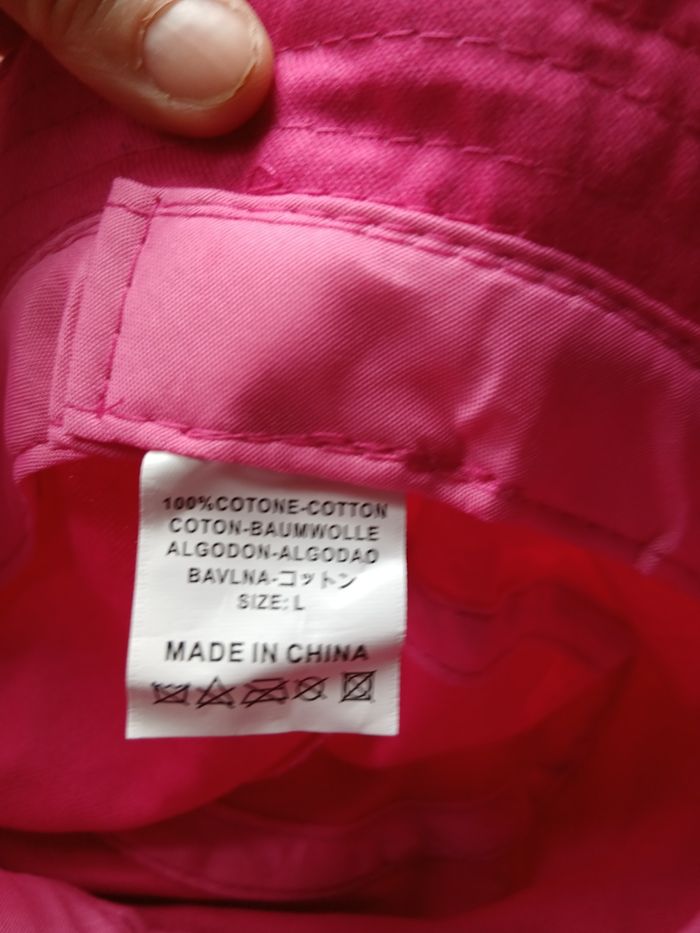 100%COTONE-COTTON
COTON-BAUMWOLLE
ALGODON-ALGODAO
BAVLNA-コットン
SIZE: L
MADE IN CHINA